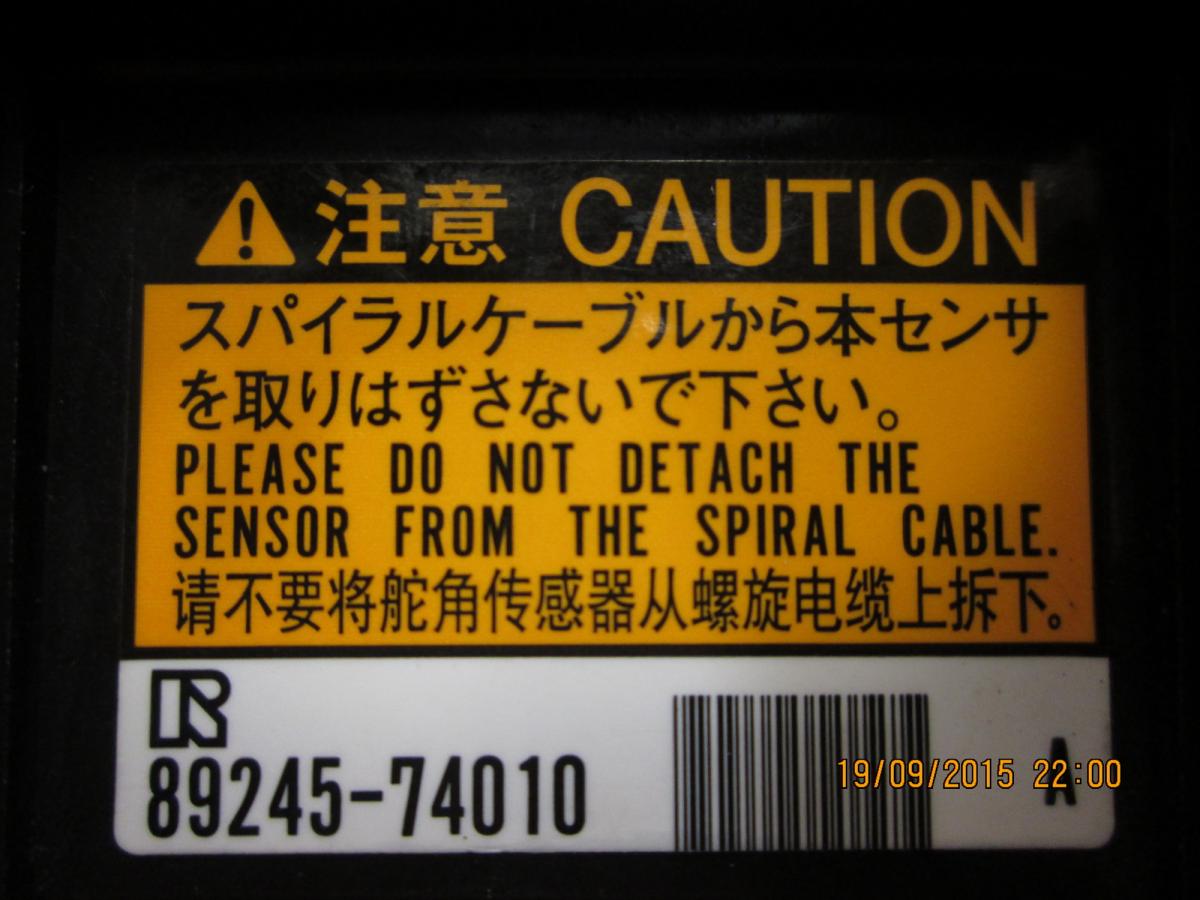 注意 CAUTION
スパイラルケーブルから本センサ
を取りはずさないで下さい。
PLEASE DO NOT DETACH THE
SENSOR FROM THE SPIRAL CABLE.
请不要将舵角传感器从螺旋电缆上拆下。
R
89245-74010
A
19/09/2015 22:00